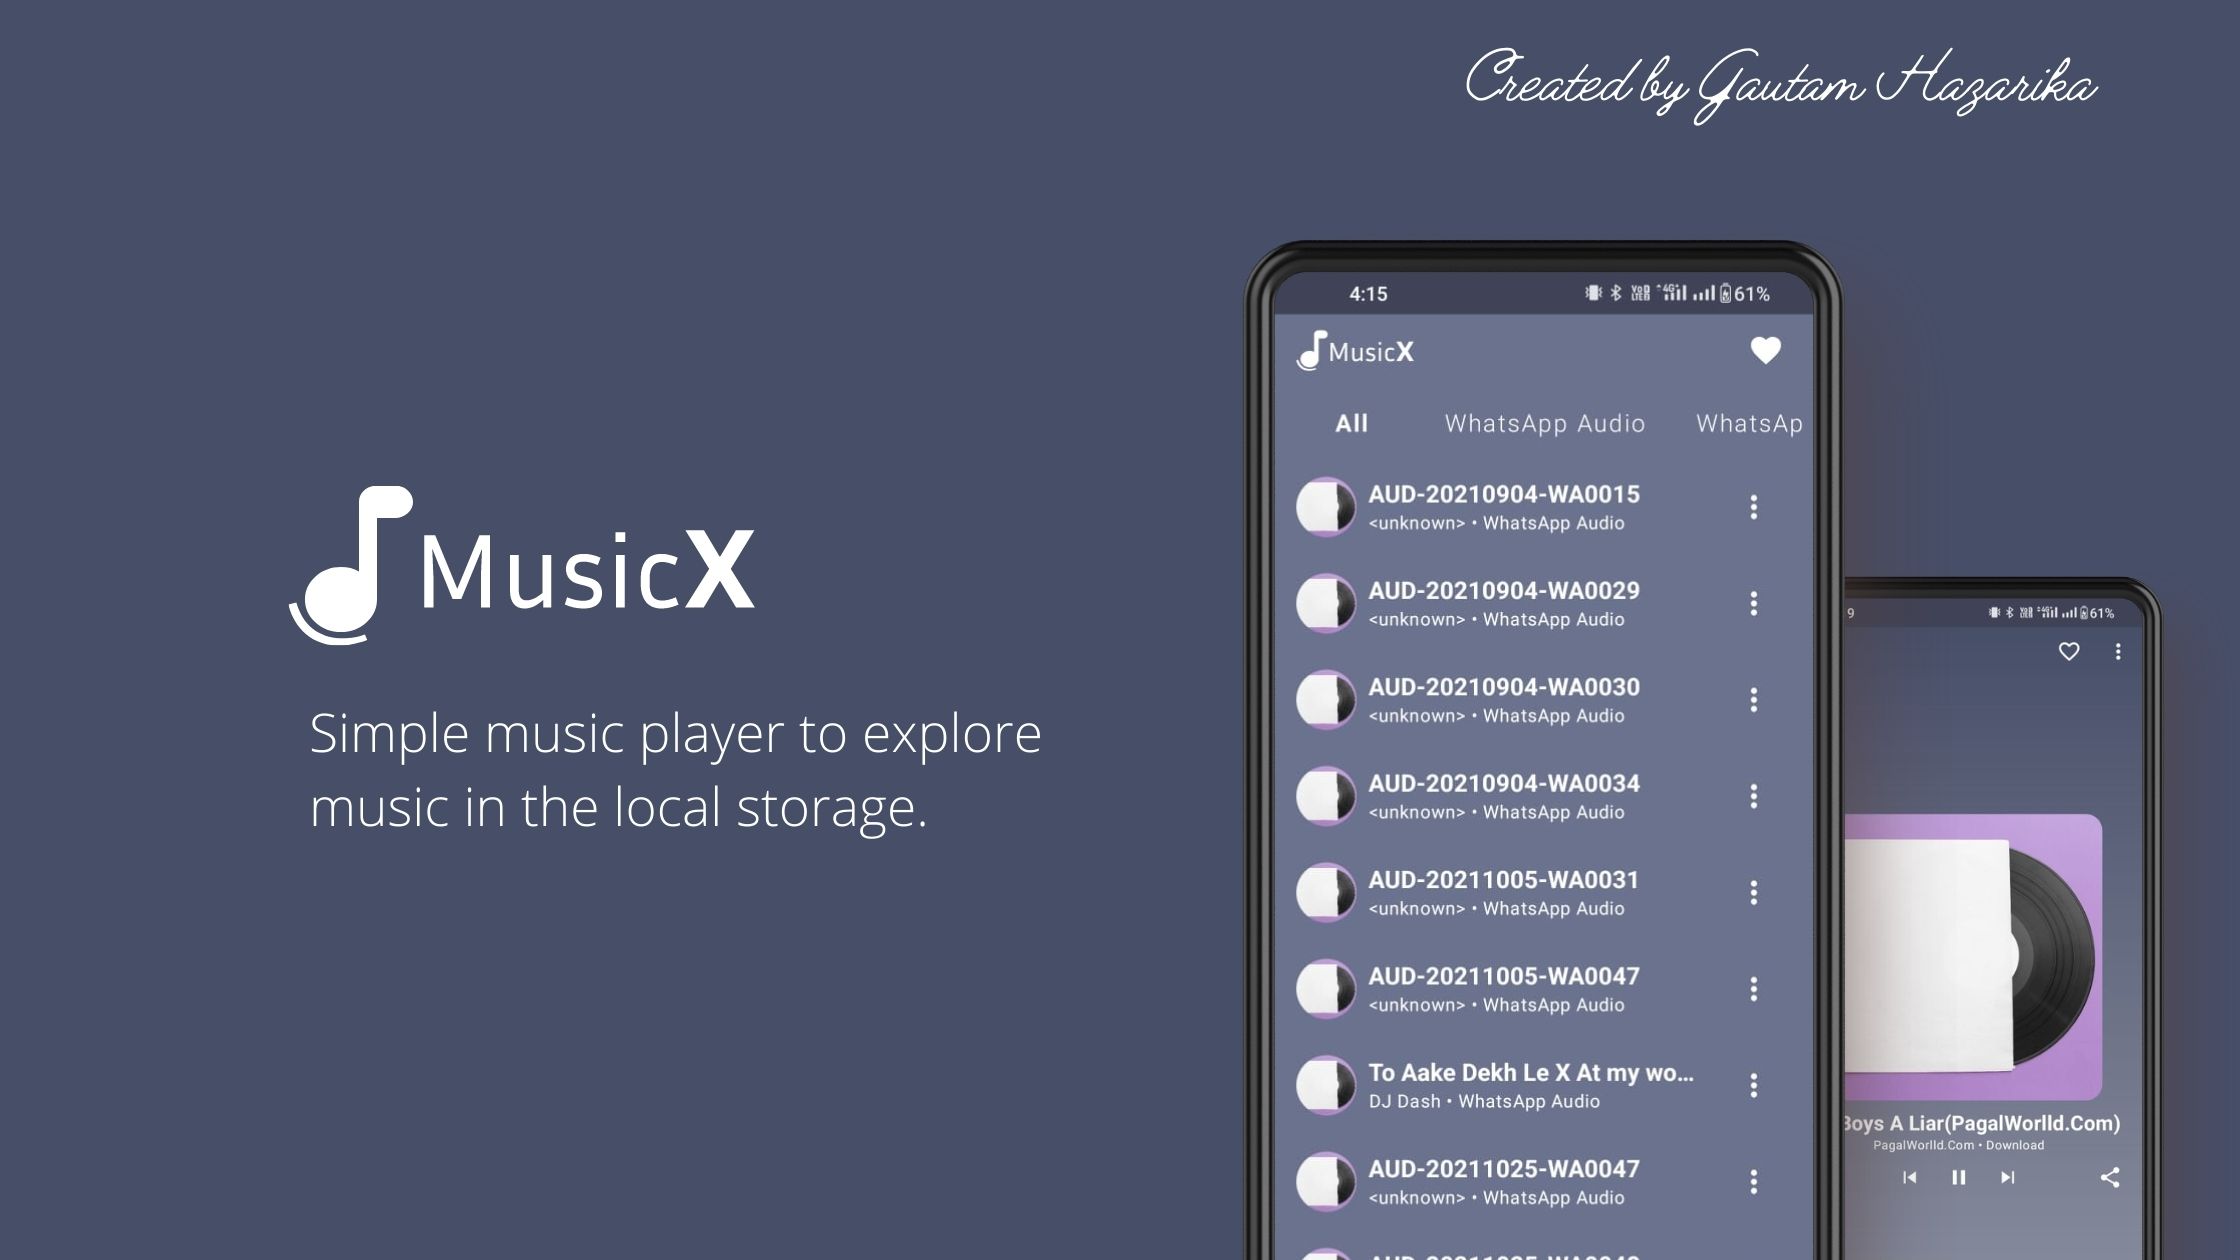 Created by Gautam Hazarika
MusicX
Simple music player to explore
music in the local storage.
4:15
61%
MusicX
All WhatsApp Audio WhatsAp
AUD-20210904-WA0015
<unknown> • WhatsApp Audio
AUD-20210904-WA0029
<unknown> • WhatsApp Audio
AUD-20210904-WA0030
<unknown> • WhatsApp Audio
AUD-20210904-WA0034
<unknown> • WhatsApp Audio
AUD-20211005-WA0031
<unknown> • WhatsApp Audio
AUD-20211005-WA0047
<unknown> • WhatsApp Audio
To Aake Dekh Le X At my wo...
DJ Dash • WhatsApp Audio
AUD-20211025-WA0047
<unknown> • WhatsApp Audio
9
61%
Boys A Liar(PagalWorlld.Com)
PagalWorlld.Com • Download